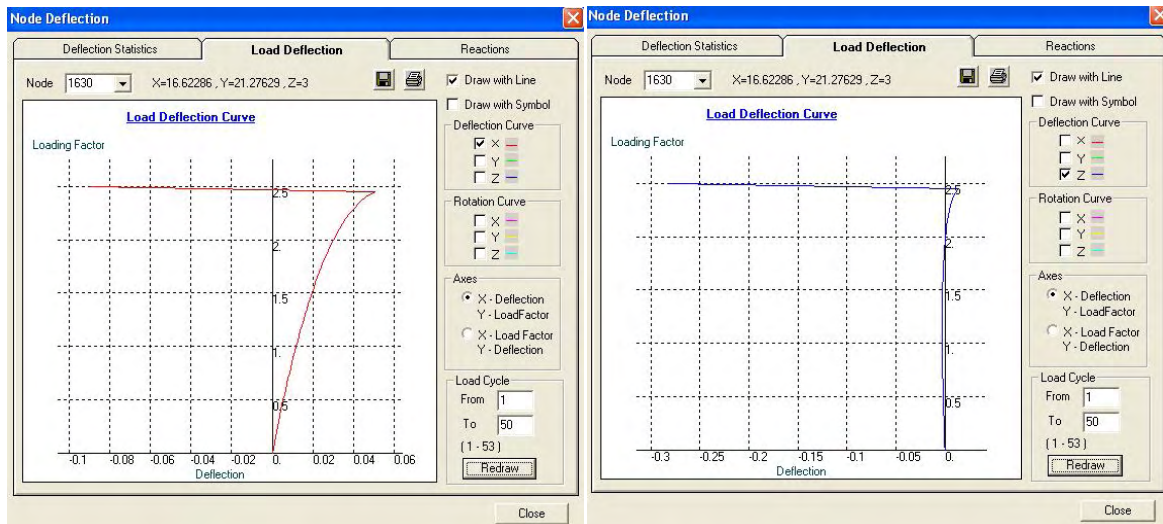 Node Deflection
Deflection Statistics
Load Deflection
Reactions
Node 1630 X=16.62286 , Y=21.27629 , Z=3
Draw with Line
Draw with Symbol
Load Deflection Curve
Loading Factor
2.5
2.
1.5
1.
0.5
-0.1 -0.08 -0.06 -0.04 -0.02 0. 0.02 0.04 0.06
Deflection
Deflection Curve
X
Y
Z
Rotation Curve
X
Y
Z
Axes
X - Deflection
Y - LoadFactor
X - Load Factor
Y - Deflection
Load Cycle
From 1
To 50
( 1 - 53 )
Redraw
Close
Node Deflection
Deflection Statistics
Load Deflection
Reactions
Node 1630 X=16.62286 , Y=21.27629 , Z=3
Draw with Line
Draw with Symbol
Load Deflection Curve
Loading Factor
2.5
2.
1.5
1.
0.5
-0.3 -0.25 -0.2 -0.15 -0.1 -0.05 0.
Deflection
Deflection Curve
X
Y
Z
Rotation Curve
X
Y
Z
Axes
X - Deflection
Y - LoadFactor
X - Load Factor
Y - Deflection
Load Cycle
From 1
To 50
( 1 - 53 )
Redraw
Close